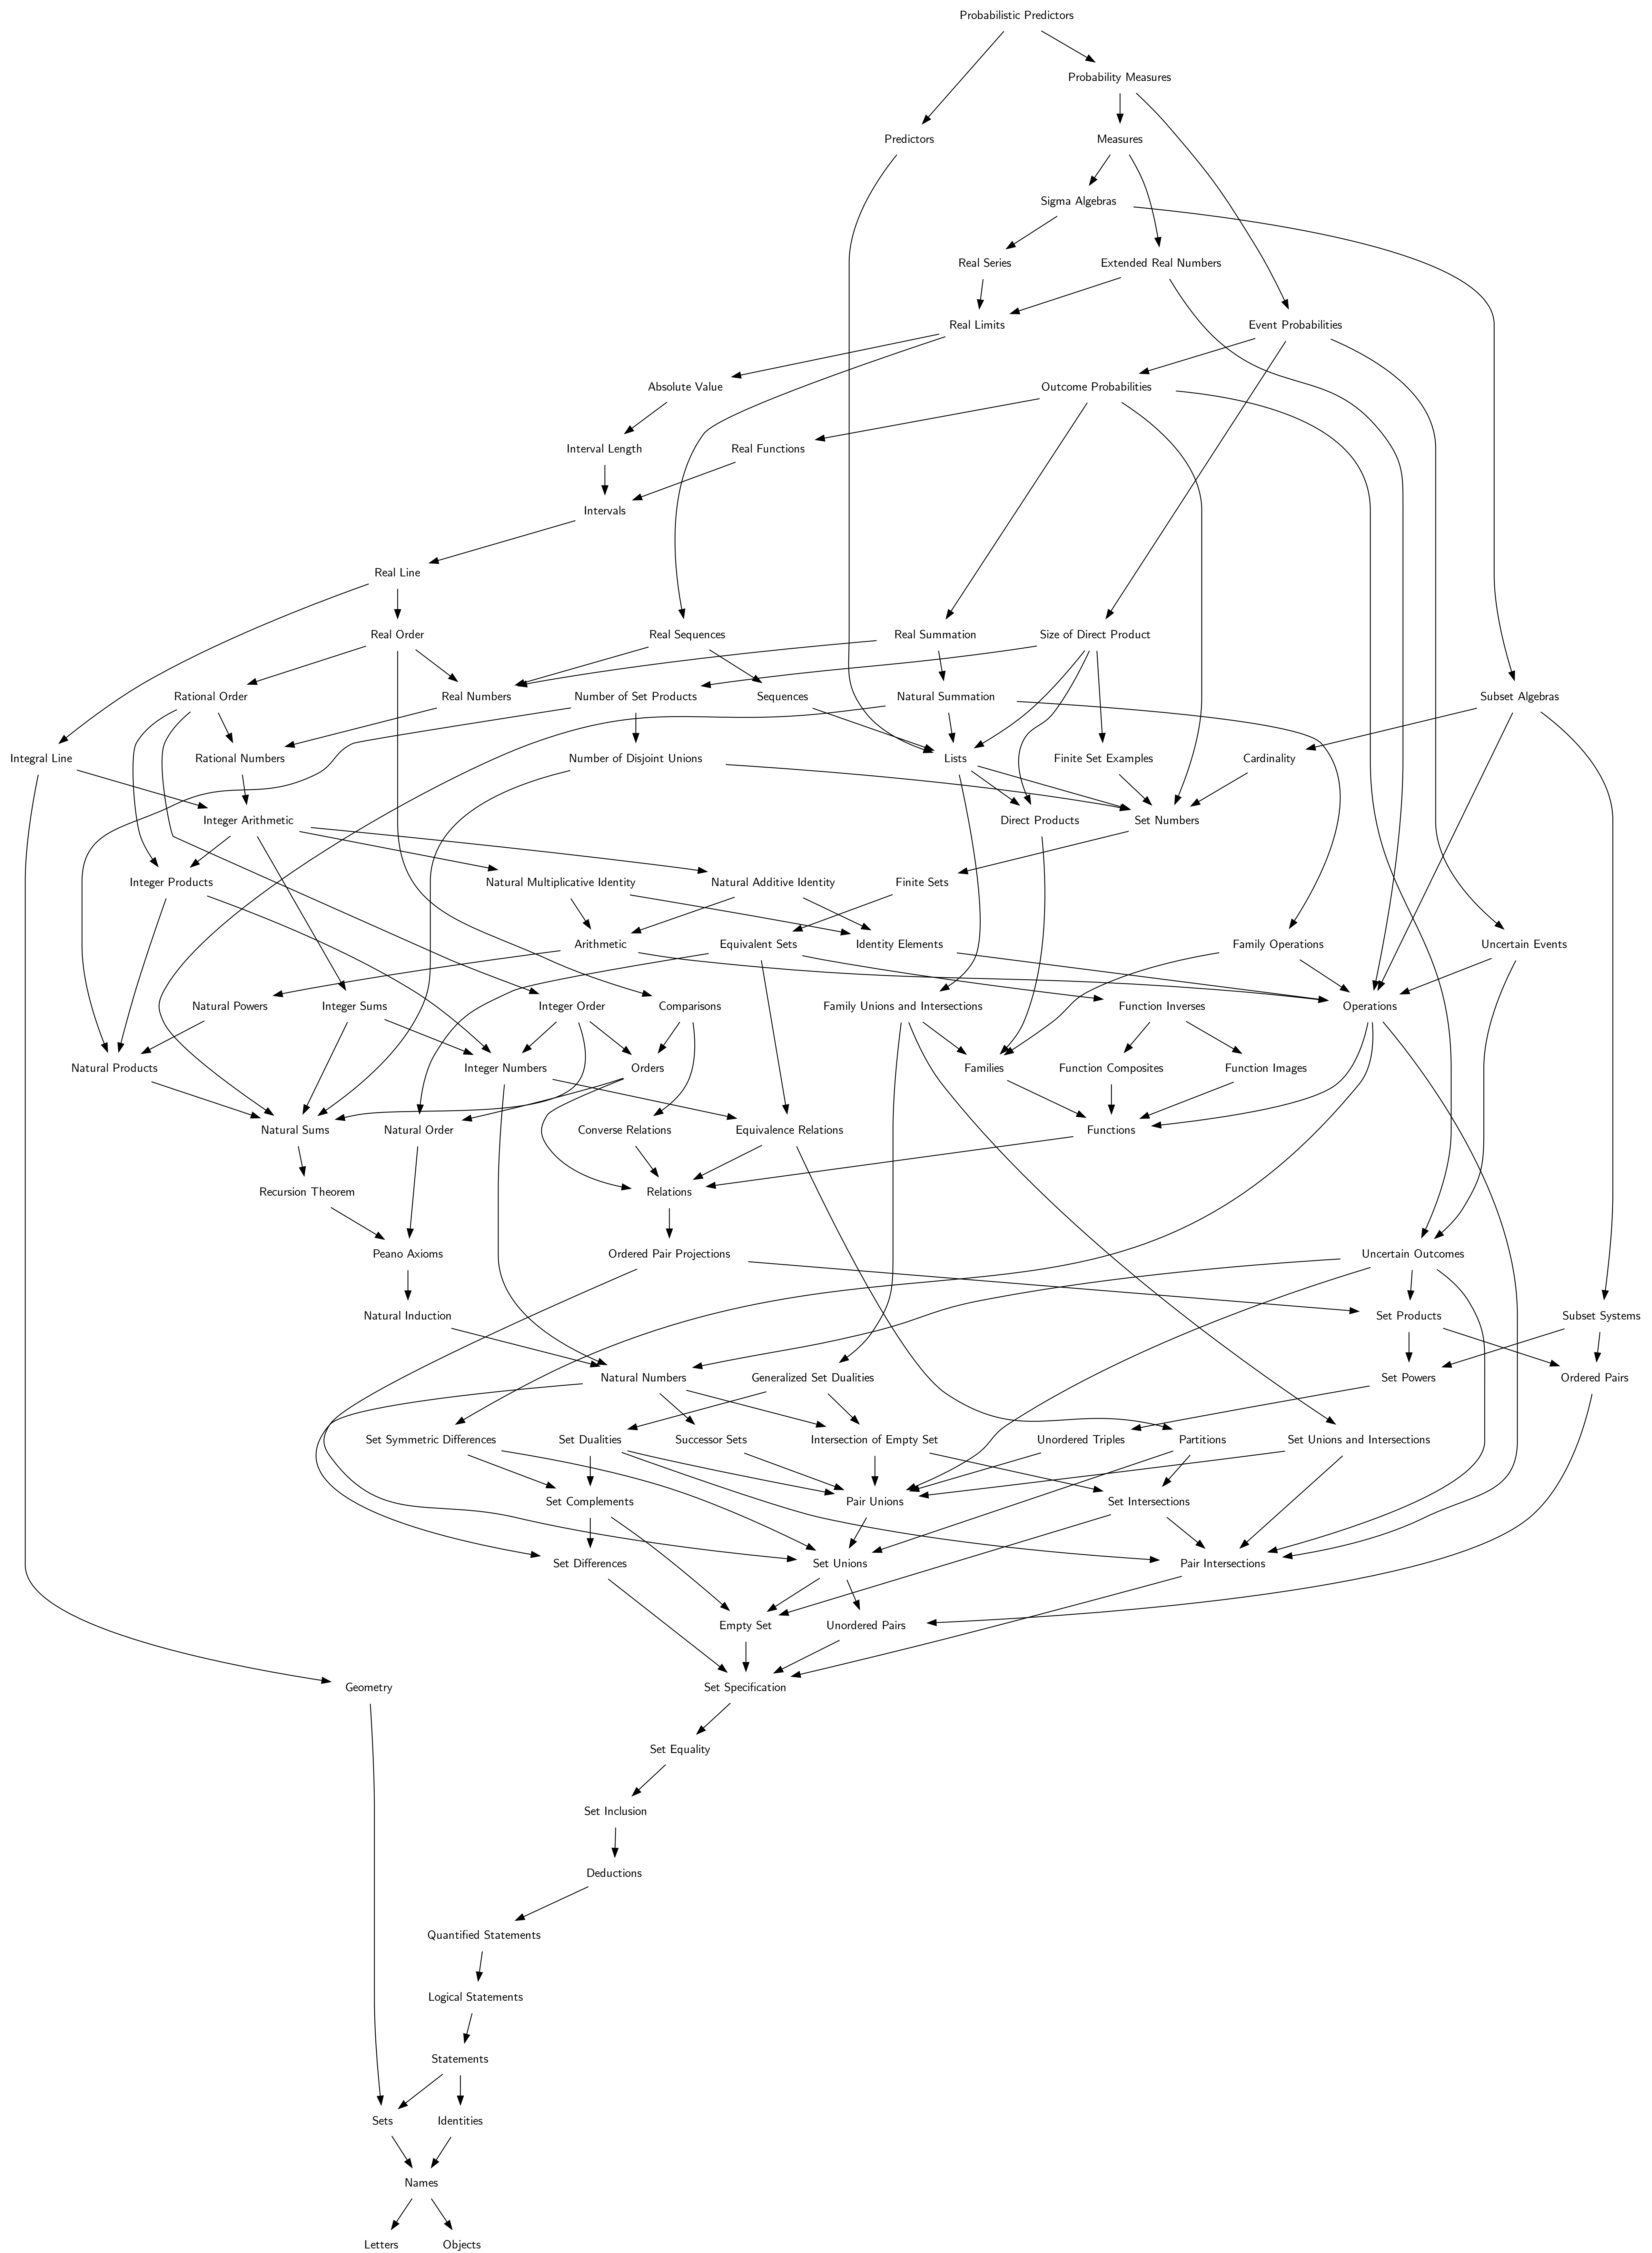 Probabilistic Predictors
Probability Measures
Predictors
Measures
Sigma Algebras
Real Series
Extended Real Numbers
Real Limits
Event Probabilities
Absolute Value
Outcome Probabilities
Interval Length
Real Functions
Intervals
Real Line
Real Order
Real Sequences
Real Summation
Size of Direct Product
Rational Order
Real Numbers
Number of Set Products
Sequences
Natural Summation
Subset Algebras
Integral Line
Rational Numbers
Number of Disjoint Unions
Lists
Finite Set Examples
Cardinality
Integer Arithmetic
Direct Products
Set Numbers
Integer Products
Natural Multiplicative Identity
Natural Additive Identity
Finite Sets
Arithmetic
Equivalent Sets
Identity Elements
Family Operations
Uncertain Events
Natural Powers
Integer Sums
Integer Order
Comparisons
Family Unions and Intersections
Function Inverses
Operations
Natural Products
Integer Numbers
Orders
Families
Function Composites
Function Images
Natural Sums
Natural Order
Converse Relations
Equivalence Relations
Functions
Recursion Theorem
Relations
Peano Axioms
Ordered Pair Projections
Uncertain Outcomes
Natural Induction
Set Products
Subset Systems
Natural Numbers
Generalized Set Dualities
Set Powers
Ordered Pairs
Set Symmetric Differences
Set Dualities
Successor Sets
Intersection of Empty Set
Unordered Triples
Partitions
Set Unions and Intersections
Set Complements
Pair Unions
Set Intersections
Set Differences
Set Unions
Pair Intersections
Empty Set
Unordered Pairs
Geometry
Set Specification
Set Equality
Set Inclusion
Deductions
Quantified Statements
Logical Statements
Statements
Sets
Identities
Names
Letters
Objects